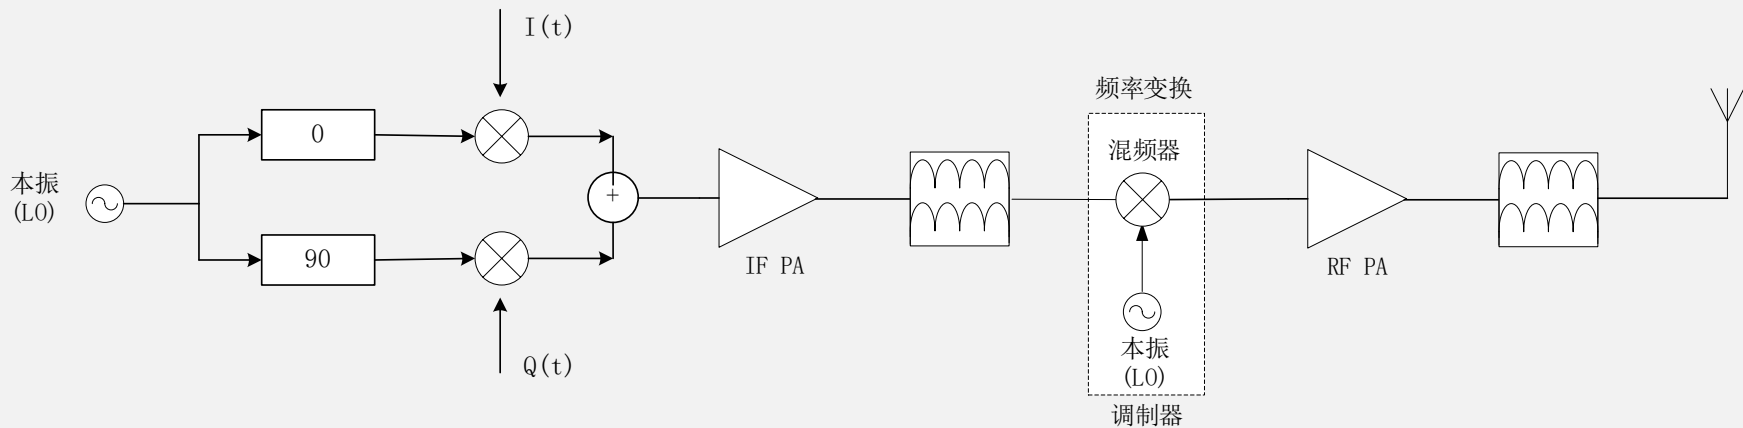 I(t)
频率变换
0
混频器
本振
(LO)
+
90
IF PA
RF PA
本振
(LO)
Q(t)
调制器